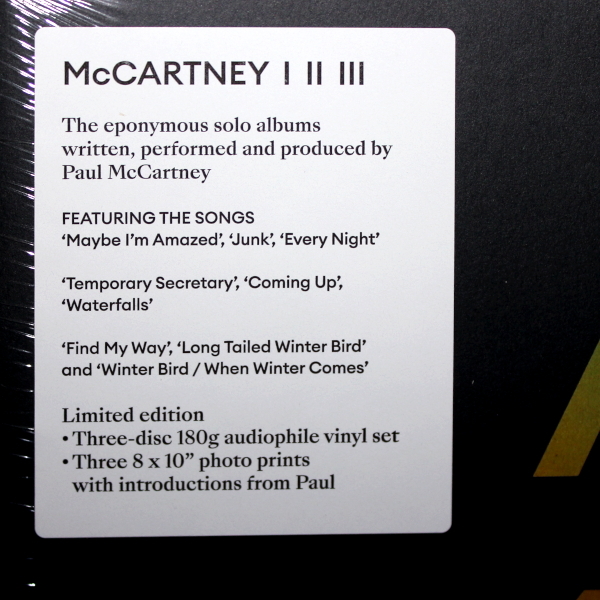 McCARTNEY I II III
The eponymous solo albums
written, performed and produced by
Paul McCartney
FEATURING THE SONGS
‘Maybe I’m Amazed’, ‘Junk’, ‘Every Night’
‘Temporary Secretary’, ‘Coming Up’,
‘Waterfalls’
‘Find My Way’, ‘Long Tailed Winter Bird’
and ‘Winter Bird / When Winter Comes’
Limited edition
• Three-disc 180g audiophile vinyl set
• Three 8 x 10” photo prints
with introductions from Paul